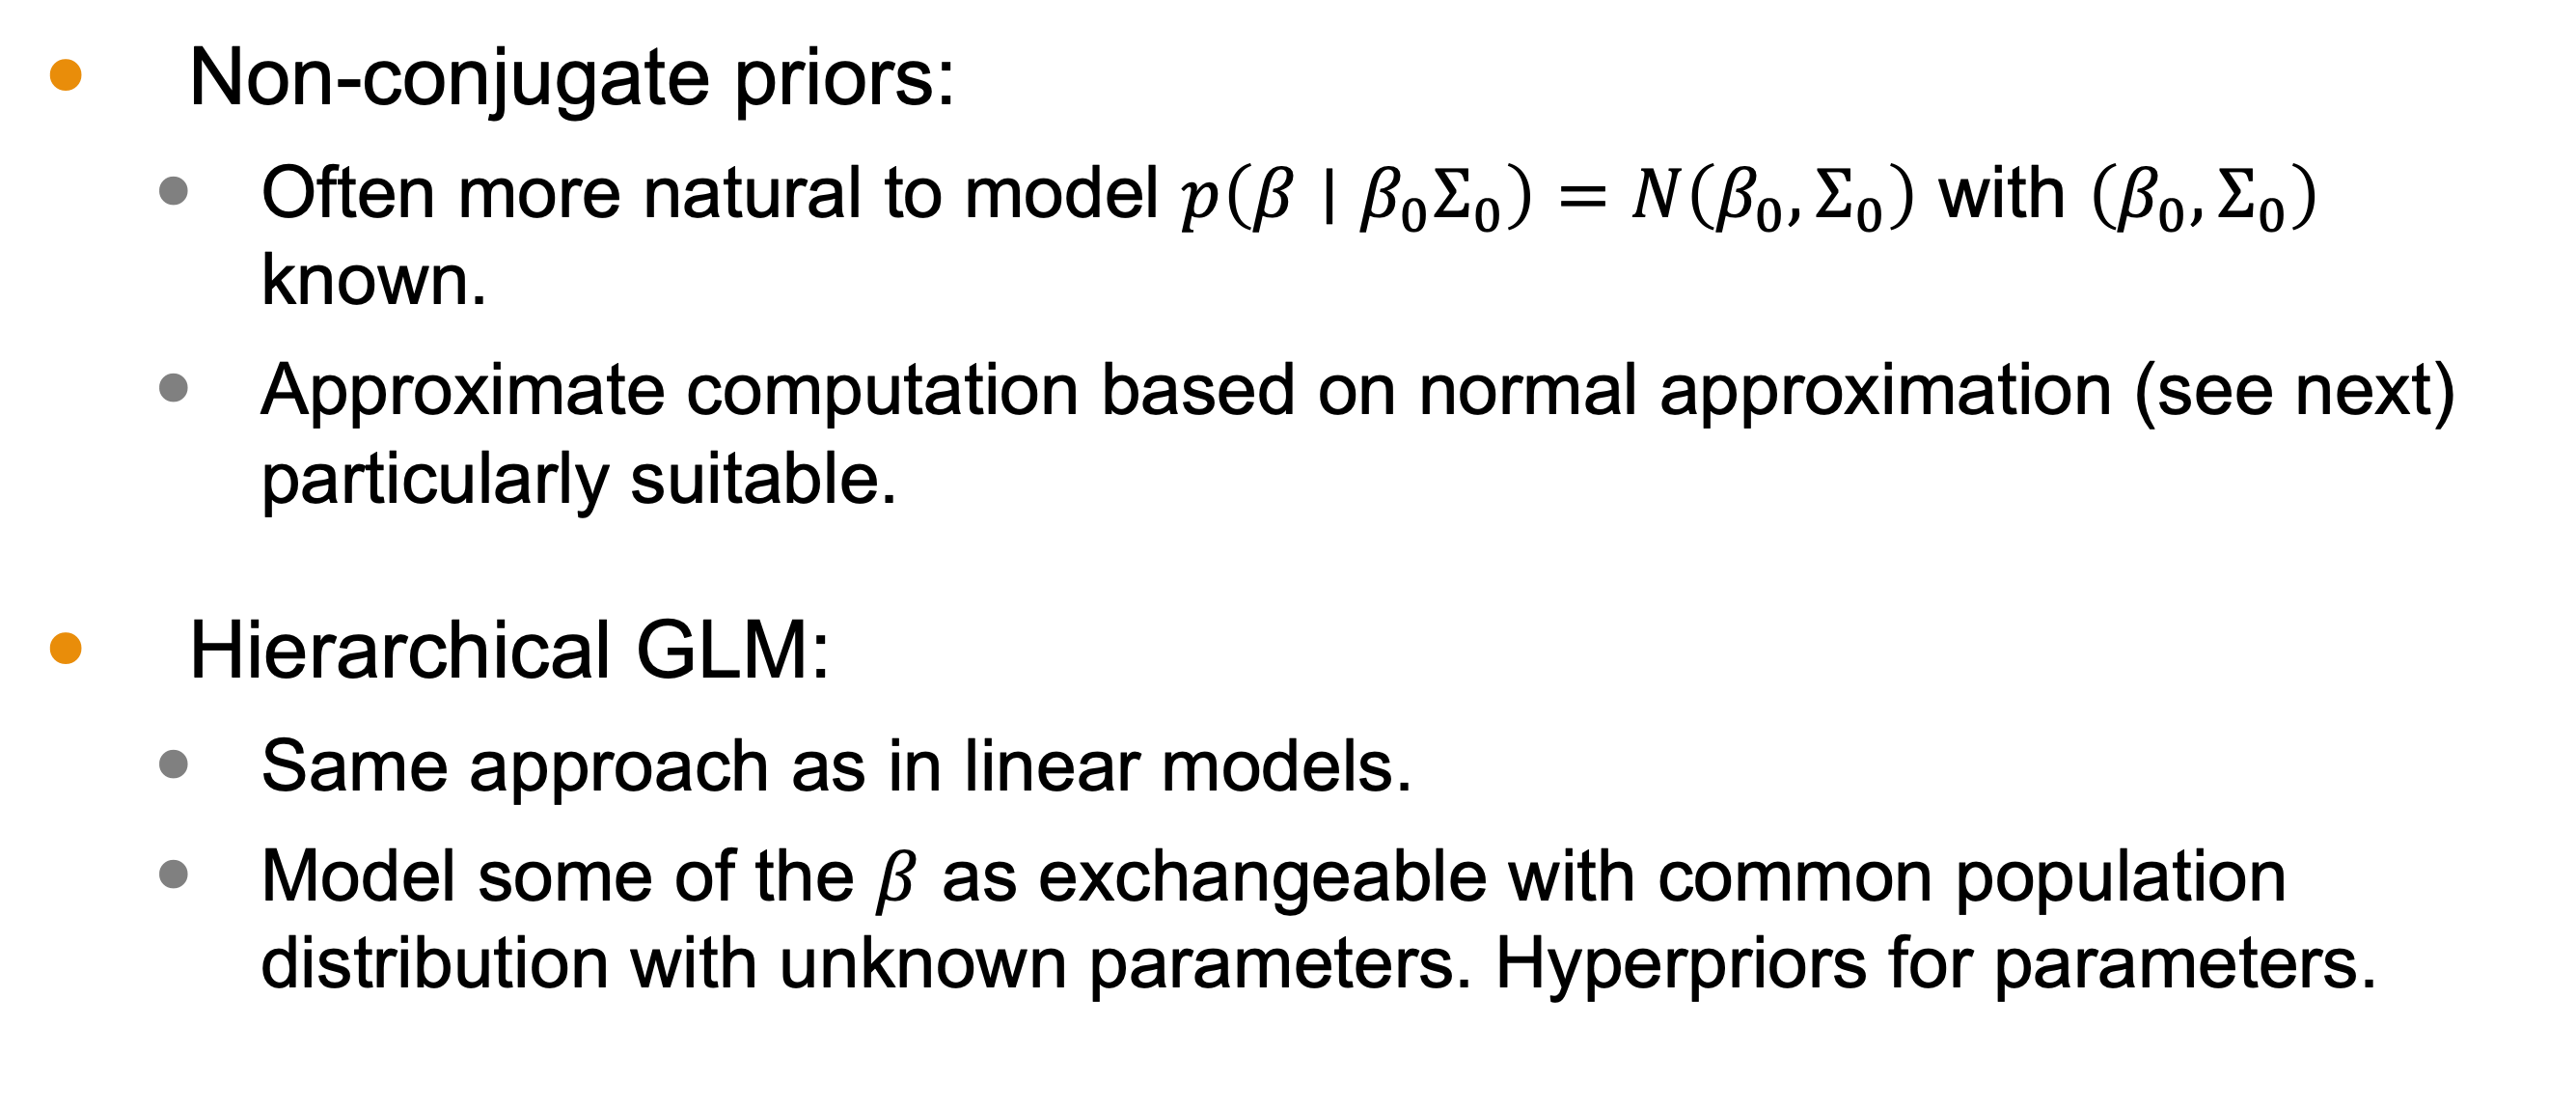 • Non-conjugate priors:
• Often more natural to model 𝑝(𝛽 | 𝛽₀Σ₀) = 𝑁(𝛽₀, Σ₀) with (𝛽₀, Σ₀)
known.
• Approximate computation based on normal approximation (see next)
particularly suitable.
• Hierarchical GLM:
• Same approach as in linear models.
• Model some of the 𝛽 as exchangeable with common population
distribution with unknown parameters. Hyperpriors for parameters.